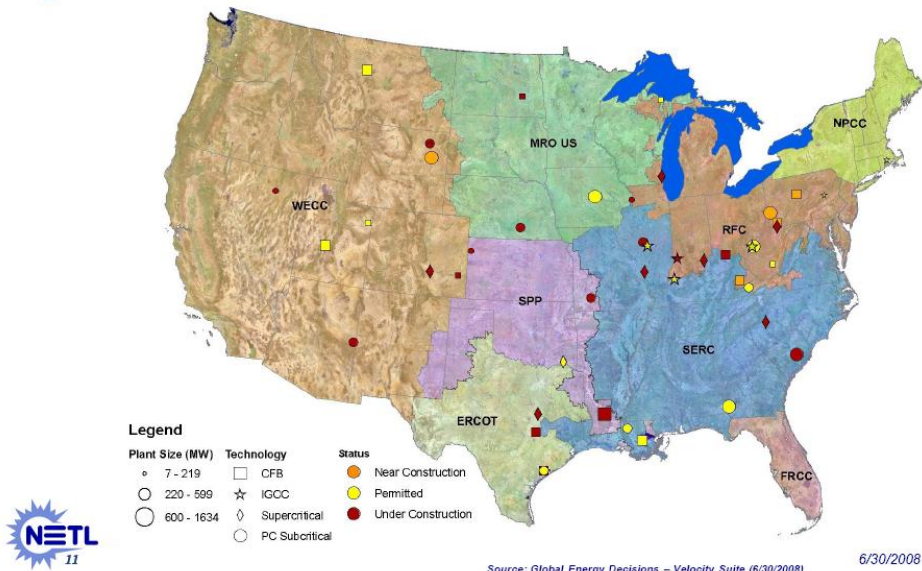 MRO US
NPCC
WECC
RFC
SPP
SERC
ERCOT
FRCC
Legend
Plant Size (MW) Technology Status
7 - 219 CFB Near Construction
220 - 599 IGCC Permitted
600 - 1634 Supercritical Under Construction
PC Subcritical
NETL
11
Source: Global Energy Decisions – Velocity Suite (6/30/2008)
6/30/2008